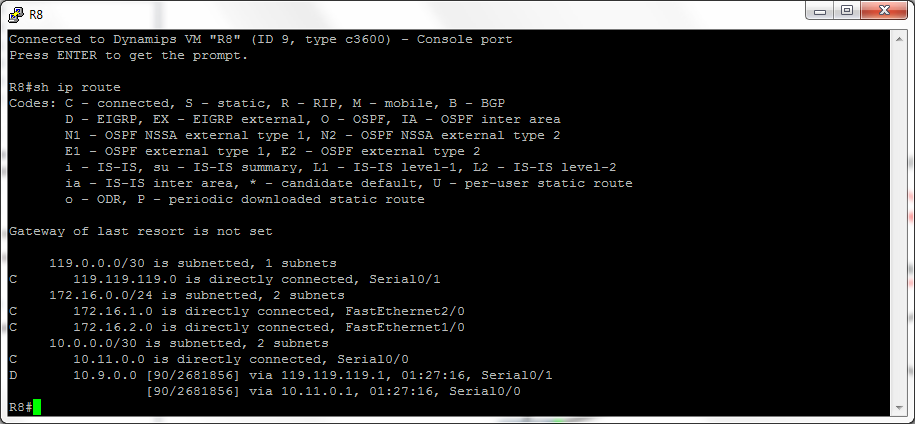 R8
Connected to Dynamips VM "R8" (ID 9, type c3600) - Console port
Press ENTER to get the prompt.
R8#sh ip route
Codes: C - connected, S - static, R - RIP, M - mobile, B - BGP
D - EIGRP, EX - EIGRP external, O - OSPF, IA - OSPF inter area
N1 - OSPF NSSA external type 1, N2 - OSPF NSSA external type 2
E1 - OSPF external type 1, E2 - OSPF external type 2
i - IS-IS, su - IS-IS summary, L1 - IS-IS level-1, L2 - IS-IS level-2
ia - IS-IS inter area, * - candidate default, U - per-user static route
o - ODR, P - periodic downloaded static route
Gateway of last resort is not set
119.0.0.0/30 is subnetted, 1 subnets
C 119.119.119.0 is directly connected, Serial0/1
172.16.0.0/24 is subnetted, 2 subnets
C 172.16.1.0 is directly connected, FastEthernet2/0
C 172.16.2.0 is directly connected, FastEthernet1/0
10.0.0.0/30 is subnetted, 2 subnets
C 10.11.0.0 is directly connected, Serial0/0
D 10.9.0.0 [90/2681856] via 119.119.119.1, 01:27:16, Serial0/1
[90/2681856] via 10.11.0.1, 01:27:16, Serial0/0
R8#